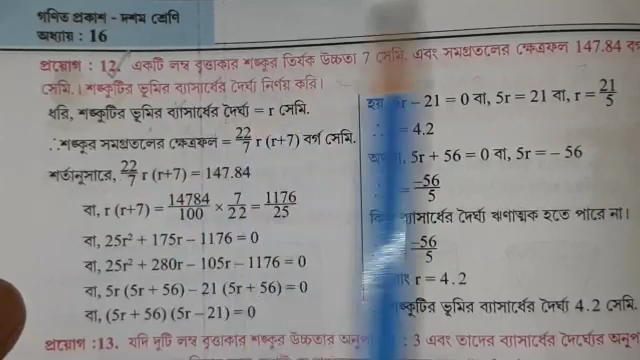 গণিত প্রকাশ - দশম শ্রেণি
অধ্যায় : 16
প্রয়োগ : 12. একটি লম্ব বৃত্তাকার শঙ্কুর তির্যক উচ্চতা 7 সেমি. এবং সমগ্রতলের ক্ষেত্রফল 147.84 বর্গ
সেমি.। শঙ্কুটির ভূমির ব্যাসার্ধের দৈর্ঘ্য নির্ণয় করি।
ধরি, শঙ্কুটির ভূমির ব্যাসার্ধের দৈর্ঘ্য = r সেমি.
∴শঙ্কুর সমগ্রতলের ক্ষেত্রফল = 22/7 r (r+7) বর্গ সেমি.
শর্তানুসারে, 22/7 r (r+7) = 147.84
বা, r (r+7) = 14784/100 × 7/22 = 1176/25
বা, 25r² + 175r - 1176 = 0
বা, 25r² + 280r - 105r - 1176 = 0
বা, 5r (5r + 56) - 21 (5r + 56) = 0
বা, (5r + 56) (5r - 21) = 0
হয় - 21 = 0 বা, 5r = 21 বা, r = 21/5
∴ = 4.2
5r + 56 = 0 বা, 5r = - 56
∴ = -56/5
ব্যাসার্ধের দৈর্ঘ্য ঋণাত্মক হতে পারে না।
-56/5
r = 4.2
শঙ্কুটির ভূমির ব্যাসার্ধের দৈর্ঘ্য 4.2 সেমি.
প্রয়োগ : 13. যদি দুটি লম্ব বৃত্তাকার শঙ্কুর উচ্চতার : 3 এবং তাদের ব্যাসার্ধের দৈর্ঘ্যের